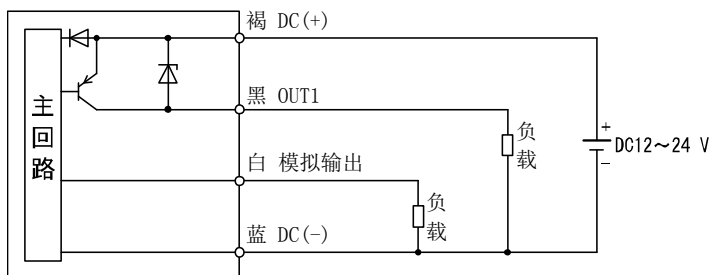 褐 DC(+)
黑 OUT1
白 模拟输出
蓝 DC(-)
主回路
负载
负载
+
DC12～24 V
-